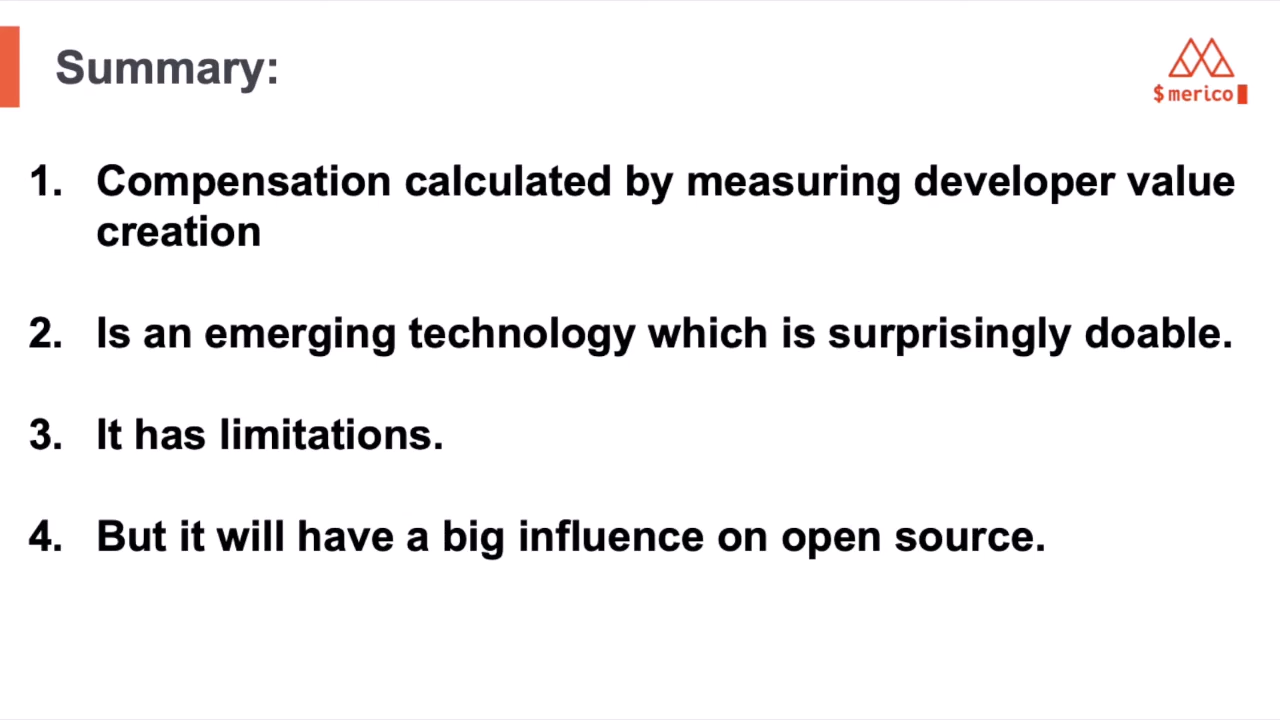 Summary:
$ merico
1. Compensation calculated by measuring developer value
creation
2. Is an emerging technology which is surprisingly doable.
3. It has limitations.
4. But it will have a big influence on open source.